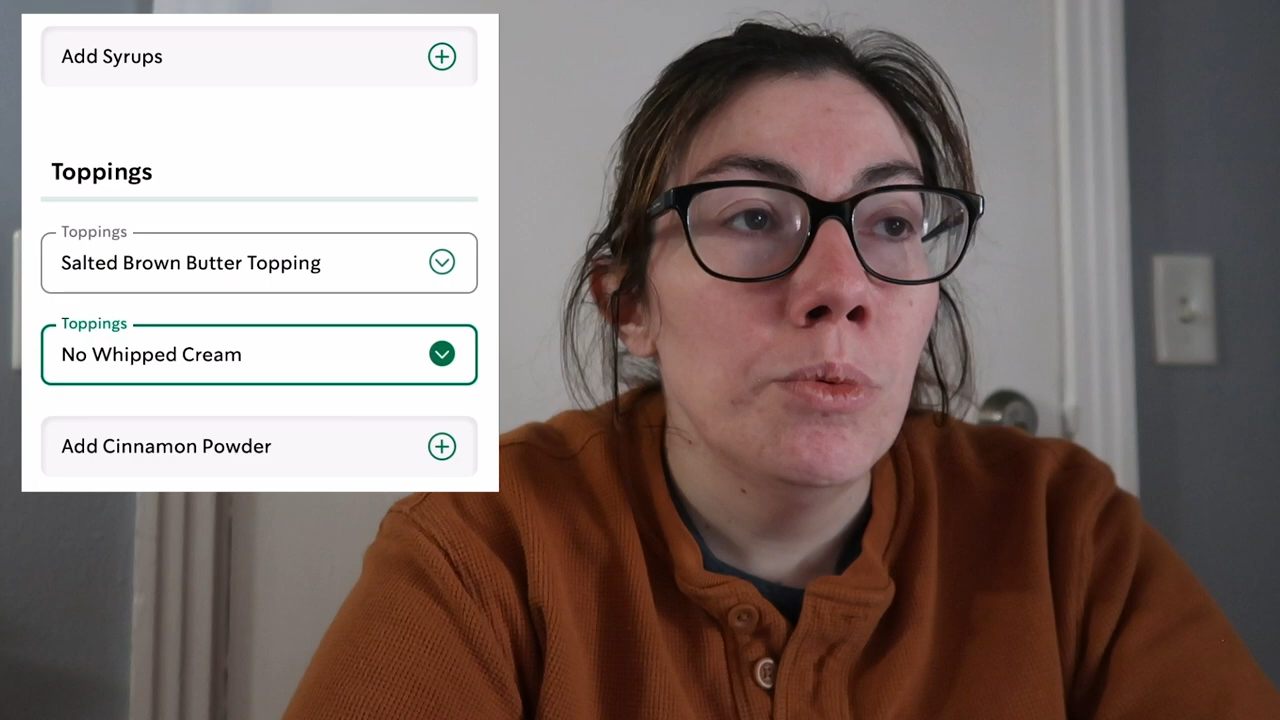 Add Syrups
Toppings
Toppings
Salted Brown Butter Topping
Toppings
No Whipped Cream
Add Cinnamon Powder